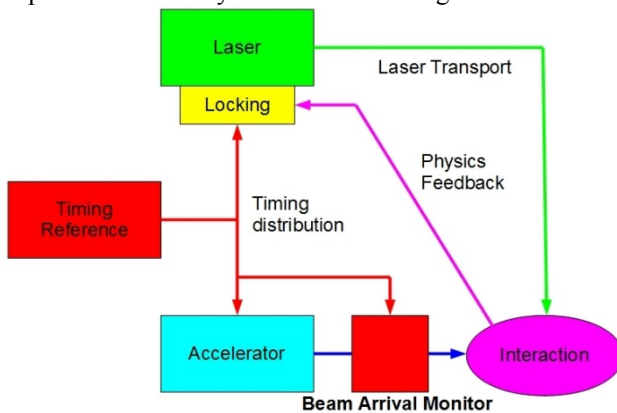 Laser
Laser Transport
Locking
Physics
Feedback
Timing
Reference
Timing
distribution
Accelerator
Interaction
Beam Arrival Monitor